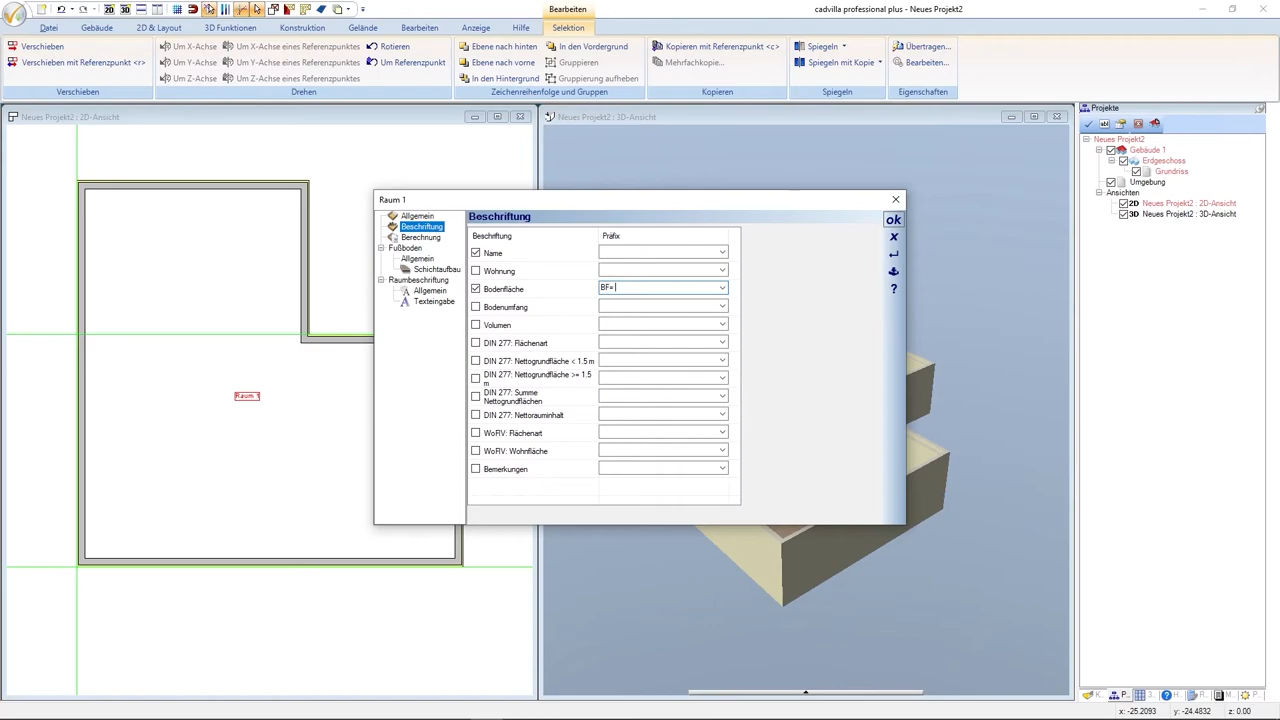 2D
3D
Bearbeiten
cadvilla professional plus - Neues Projekt2
Datei
Gebäude
2D & Layout
3D Funktionen
Konstruktion
Gelände
Bearbeiten
Anzeige
Hilfe
Selektion
Verschieben
Um X-Achse
Um X-Achse eines Referenzpunktes
Rotieren
Ebene nach hinten
In den Vordergrund
Kopieren mit Referenzpunkt <c>
Spiegeln
Übertragen...
Verschieben mit Referenzpunkt <r>
Um Y-Achse
Um Y-Achse eines Referenzpunktes
Um Referenzpunkt
Ebene nach vorne
Gruppieren
Mehrfachkopie...
Spiegeln mit Kopie
Bearbeiten...
Um Z-Achse
Um Z-Achse eines Referenzpunktes
In den Hintergrund
Gruppierung aufheben
Verschieben
Drehen
Zeichenreihenfolge und Gruppen
Kopieren
Spiegeln
Eigenschaften
Neues Projekt2 : 2D-Ansicht
Neues Projekt2 : 3D-Ansicht
Projekte
Neues Projekt2
Gebäude 1
Erdgeschoss
Grundriss
Umgebung
Ansichten
2D Neues Projekt2 : 2D-Ansicht
3D Neues Projekt2 : 3D-Ansicht
Raum 1
Raum 1
Allgemein
Beschriftung
Berechnung
Fußboden
Allgemein
Schichtaufbau
Raumbeschriftung
Allgemein
Texteingabe
Beschriftung
Beschriftung
Präfix
Name
Wohnung
Bodenfläche
BF=
Bodenumfang
Volumen
DIN 277: Flächenart
DIN 277: Nettogrundfläche < 1.5 m
DIN 277: Nettogrundfläche >= 1.5
m
DIN 277: Summe
Nettogrundflächen
DIN 277: Nettorauminhalt
WoFlV: Flächenart
WoFlV: Wohnfläche
Bemerkungen
ok
x
?
K...
P...
3...
H...
R...
M...
P...
x: -25.2093
y: -24.4832
z: 0.00